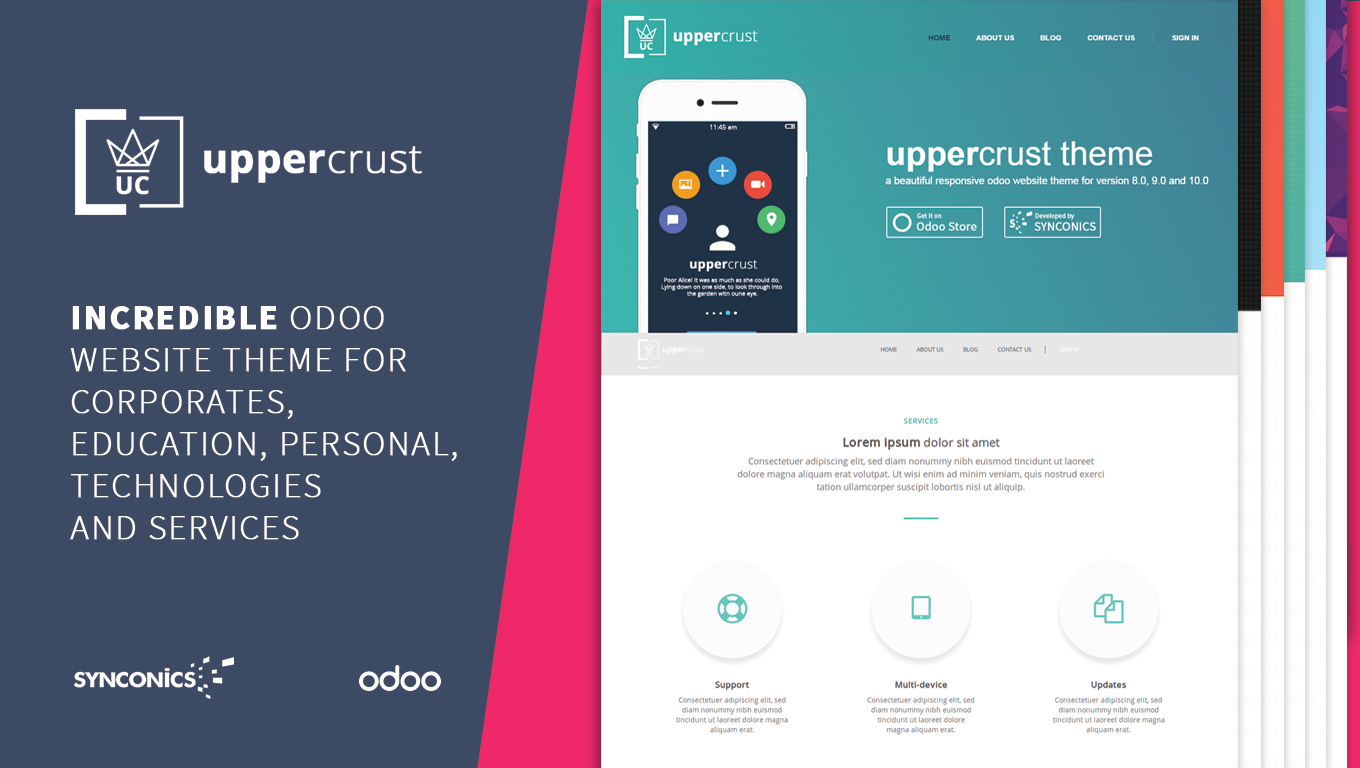 UC
uppercrust
INCREDIBLE ODOO
WEBSITE THEME FOR
CORPORATES,
EDUCATION, PERSONAL,
TECHNOLOGIES
AND SERVICES
SYNCONiCS
odoo
UC
uppercrust
HOME
ABOUT US
BLOG
CONTACT US
SIGN IN
11:45 am
uppercrust
Poor Alice! It was as much as she could do,
Lying down on one side, to look through into
the garden with oune eye.
uppercrust theme
a beautiful responsive odoo website theme for version 8.0, 9.0 and 10.0
Get It on
Odoo Store
Developed by
SYNCONICS
uppercrust
HOME
ABOUT US
BLOG
CONTACT US
SIGN IN
SERVICES
Lorem ipsum dolor sit amet
Consectetuer adipiscing elit, sed diam nonummy nibh euismod tincidunt ut laoreet
dolore magna aliquam erat volutpat. Ut wisi enim ad minim veniam, quis nostrud exerci
tation ullamcorper suscipit lobortis nisl ut aliquip.
Support
Consectetuer adipiscing elit, sed
diam nonummy nibh euismod
tincidunt ut laoreet dolore magna
aliquam erat.
Multi-device
Consectetuer adipiscing elit, sed
diam nonummy nibh euismod
tincidunt ut laoreet dolore
magna aliquam erat.
Updates
Consectetuer adipiscing elit, sed
diam nonummy nibh euismod
tincidunt ut laoreet dolore magna
aliquam erat.